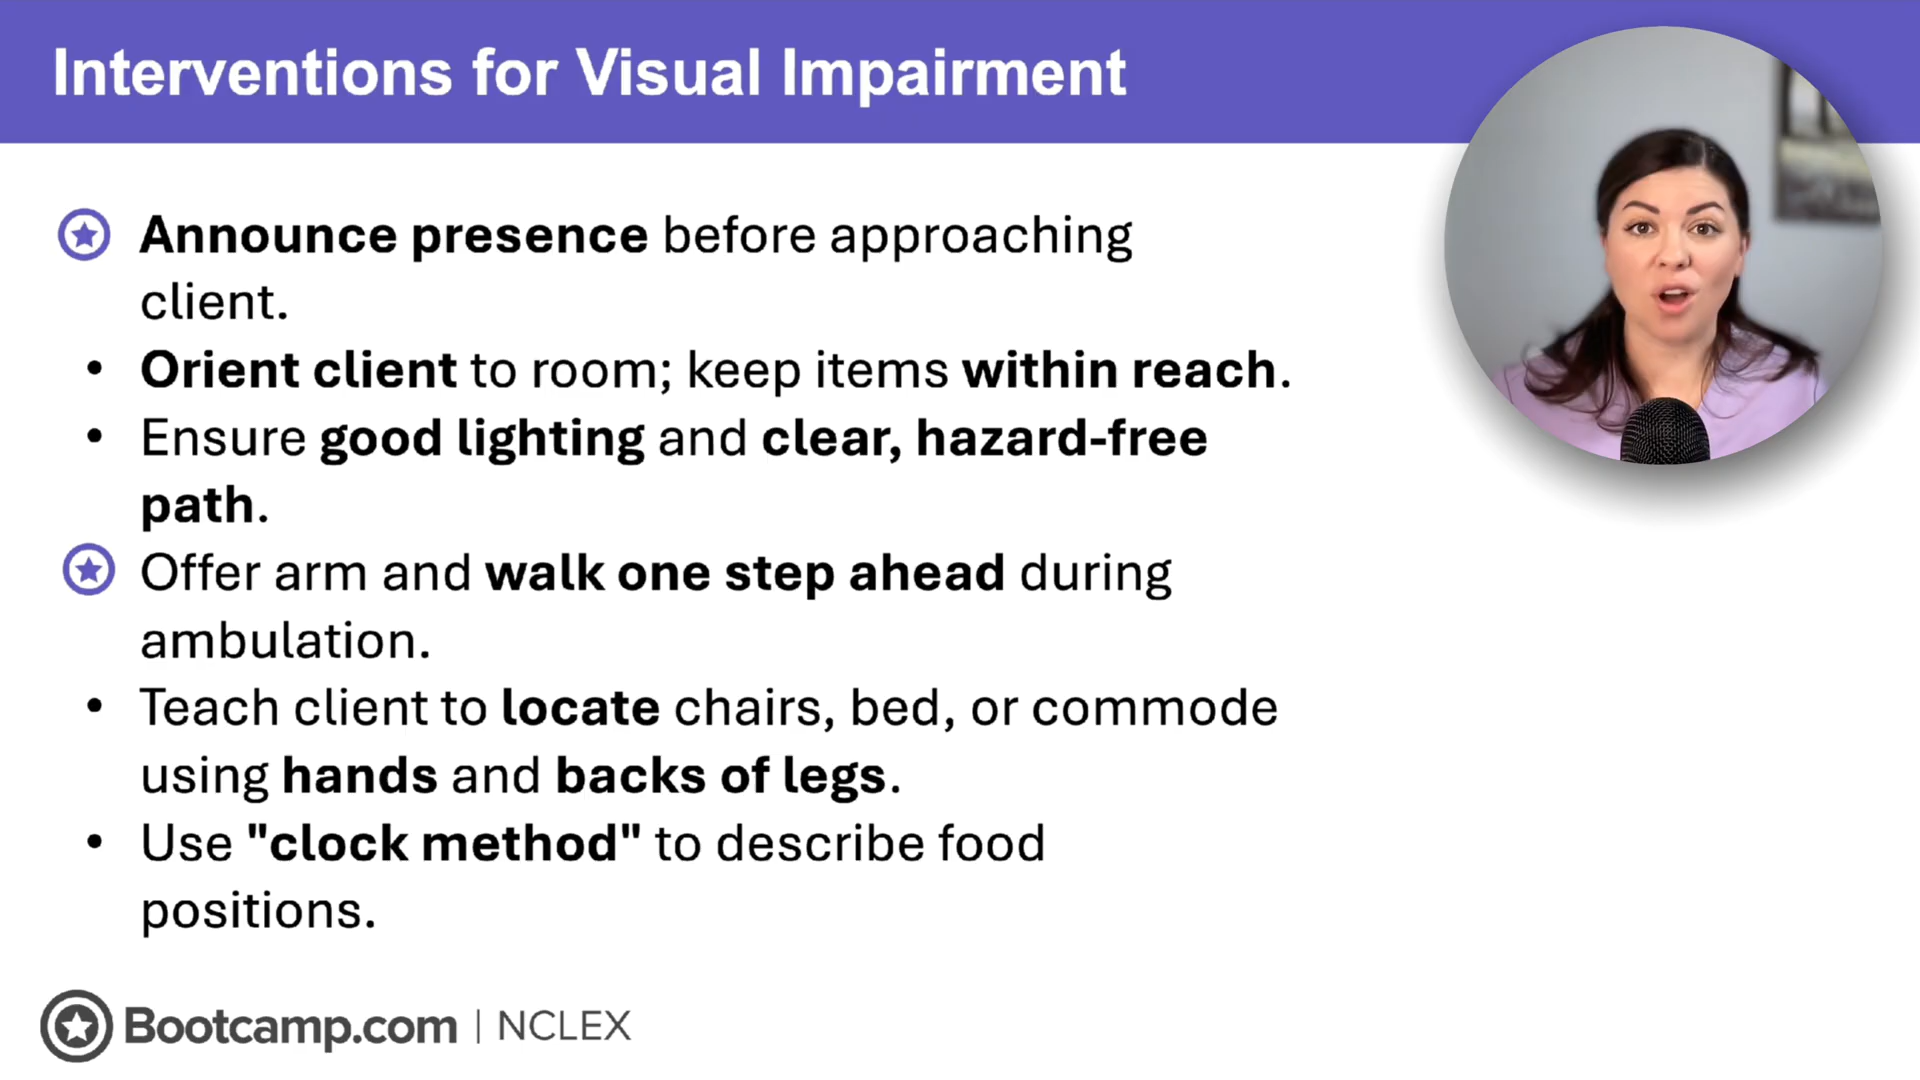 Interventions for Visual Impairment
Announce presence before approaching
client.
• Orient client to room; keep items within reach.
• Ensure good lighting and clear, hazard-free
path.
Offer arm and walk one step ahead during
ambulation.
• Teach client to locate chairs, bed, or commode
using hands and backs of legs.
• Use "clock method" to describe food
positions.
Bootcamp.com | NCLEX